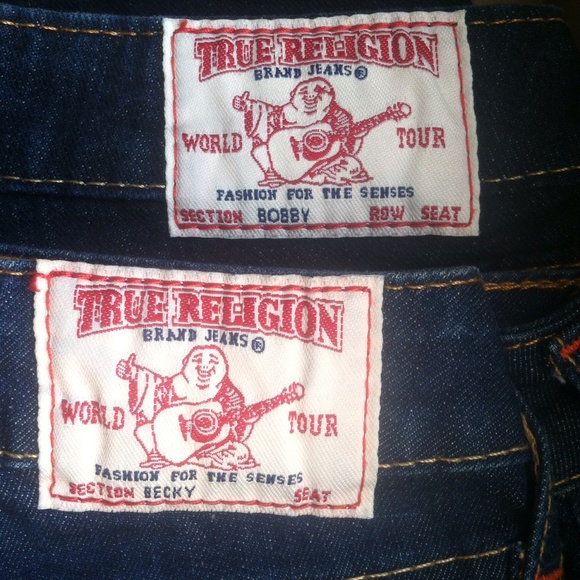 TRUE RELIGION
BRAND JEANS®
WORLD TOUR
FASHION FOR THE SENSES
SECTION BOBBY ROW SEAT
TRUE RELIGION
BRAND JEANS®
WORLD TOUR
FASHION FOR THE SENSES
SECTION BECKY SEAT